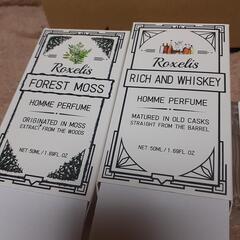 Roxelis
FOREST MOSS
HOMME PERFUME
ORIGINATED IN MOSS
EXTRACT FROM THE WOODS
NET 50ML / 1.69FL. OZ
Roxelis
RICH AND WHISKEY
HOMME PERFUME
MATURED IN OLD CASKS
STRAIGHT FROM THE BARREL
NET 50ML / 1.69FL. OZ